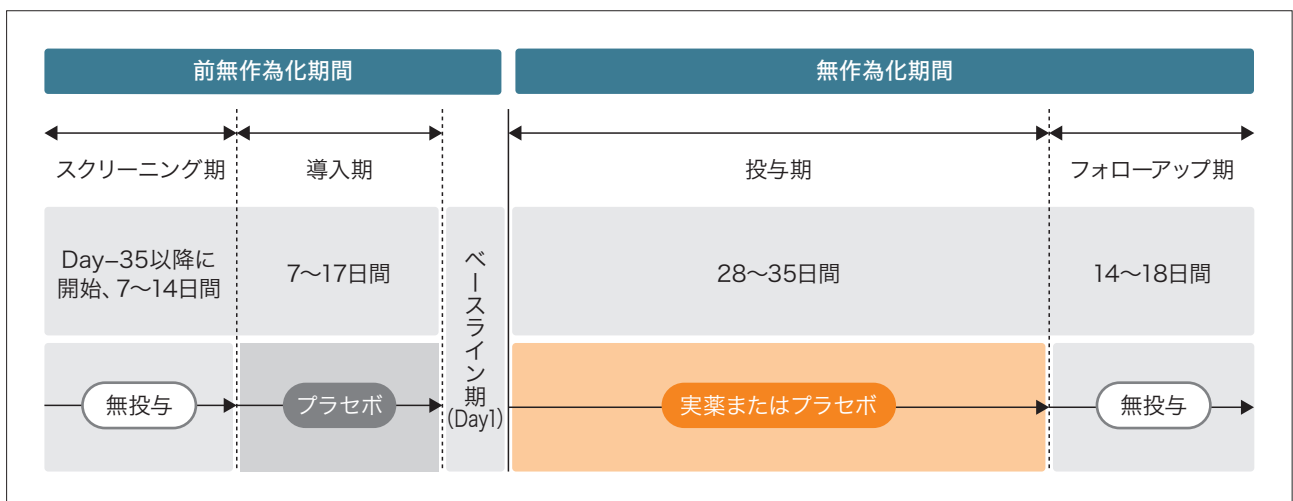 前無作為化期間
無作為化期間
スクリーニング期
導入期
投与期
フォローアップ期
Day−35以降に
開始、7〜14日間
7〜17日間
ベースライン期
(Day1)
28〜35日間
14〜18日間
無投与
プラセボ
実薬またはプラセボ
無投与